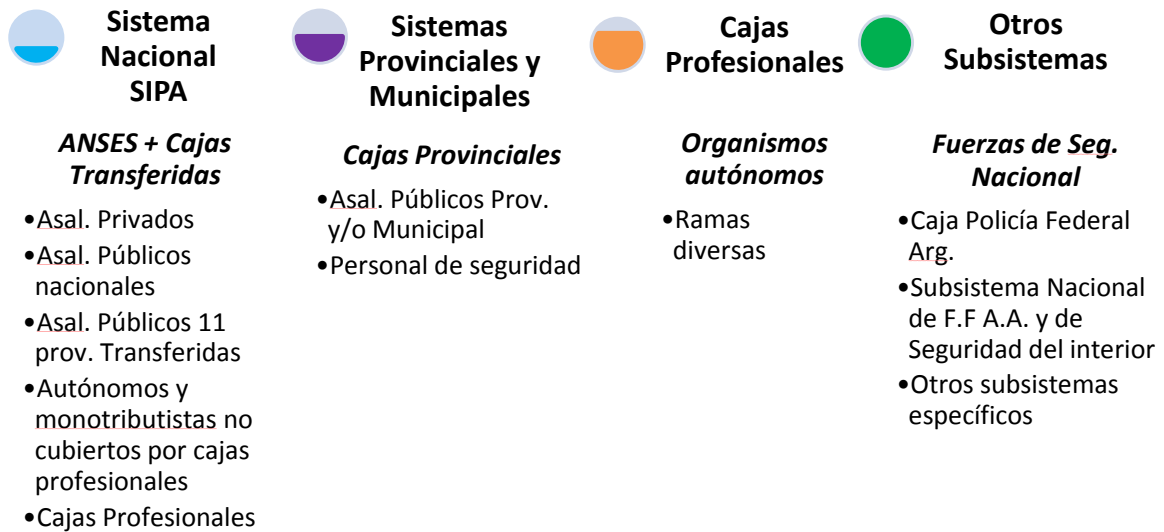 Sistema
Nacional
SIPA
ANSES + Cajas
Transferidas
•Asal. Privados
•Asal. Públicos
nacionales
•Asal. Públicos 11
prov. Transferidas
•Autónomos y
monotributistas no
cubiertos por cajas
profesionales
•Cajas Profesionales
Sistemas
Provinciales y
Municipales
Cajas Provinciales
•Asal. Públicos Prov.
y/o Municipal
•Personal de seguridad
Cajas
Profesionales
Organismos
autónomos
•Ramas
diversas
Otros
Subsistemas
Fuerzas de Seg.
Nacional
•Caja Policía Federal
Arg.
•Subsistema Nacional
de F.F A.A. y de
Seguridad del interior
•Otros subsistemas
específicos